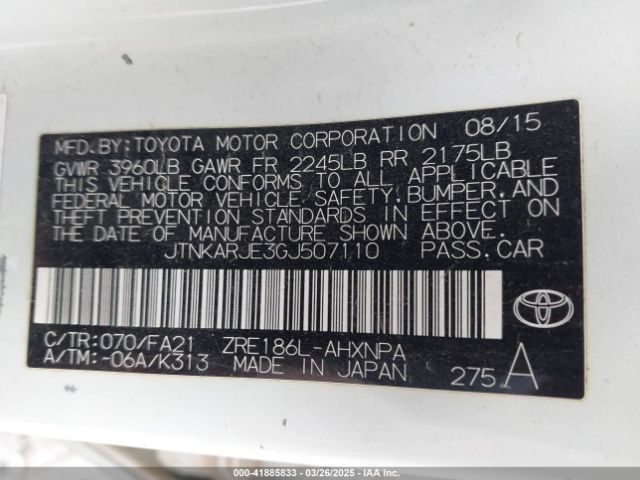 MFD.BY:TOYOTA MOTOR CORPORATION 08/15
GVWR 3960LB GAWR FR 2245LB RR 2175LB
THIS VEHICLE CONFORMS TO ALL APPLICABLE
FEDERAL MOTOR VEHICLE SAFETY,BUMPER,AND
THEFT PREVENTION STANDARDS IN EFFECT ON
THE DATE OF MANUFACTURE SHOWN ABOVE.
JTNKARJE3GJ507110 PASS.CAR
C/TR:070/FA21 ZRE186L-AHXNPA
A/TM:-06A/K313 MADE IN JAPAN 275 A
000-41885833 - 03/26/2025 - IAA Inc.